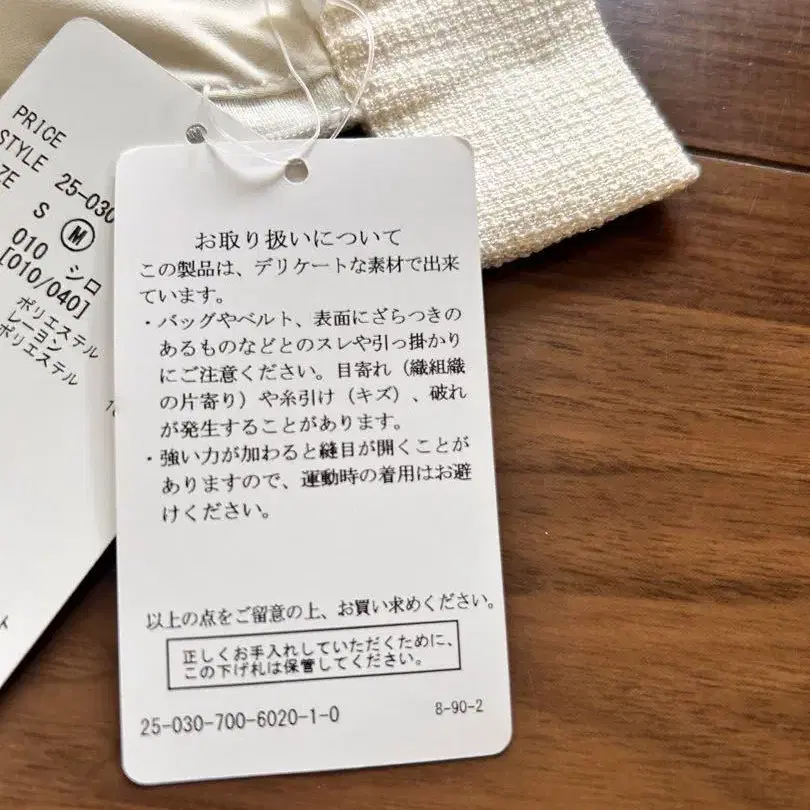 PRICE
STYLE 25-030
S M
010 シロ
[010/040]
ポリエステル
レーヨン
ポリエステル
お取り扱いについて
この製品は、デリケートな素材で出来
ています。
・バッグやベルト、表面にざらつきの
あるものなどとのスレや引っ掛かり
にご注意ください。目寄れ（織組織
の片寄り）や糸引け（キズ）、破れ
が発生することがあります。
・強い力が加わると縫目が開くことが
ありますので、運動時の着用はお避
けください。
以上の点をご留意の上、お買い求めください。
正しくお手入れしていただくために、
この下げ札は保管してください。
25-030-700-6020-1-0 8-90-2